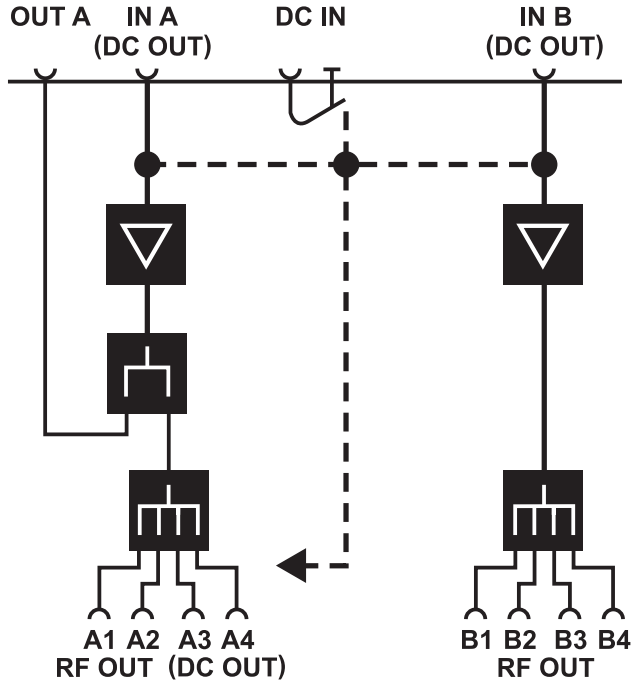 OUT A IN A DC IN IN B
(DC OUT) (DC OUT)
A1 A2 A3 A4 B1 B2 B3 B4
RF OUT (DC OUT) RF OUT